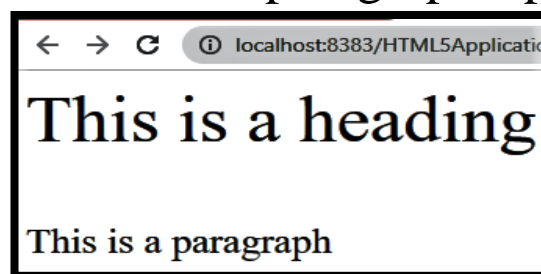 localhost:8383/HTML5Applicatio
This is a heading
This is a paragraph